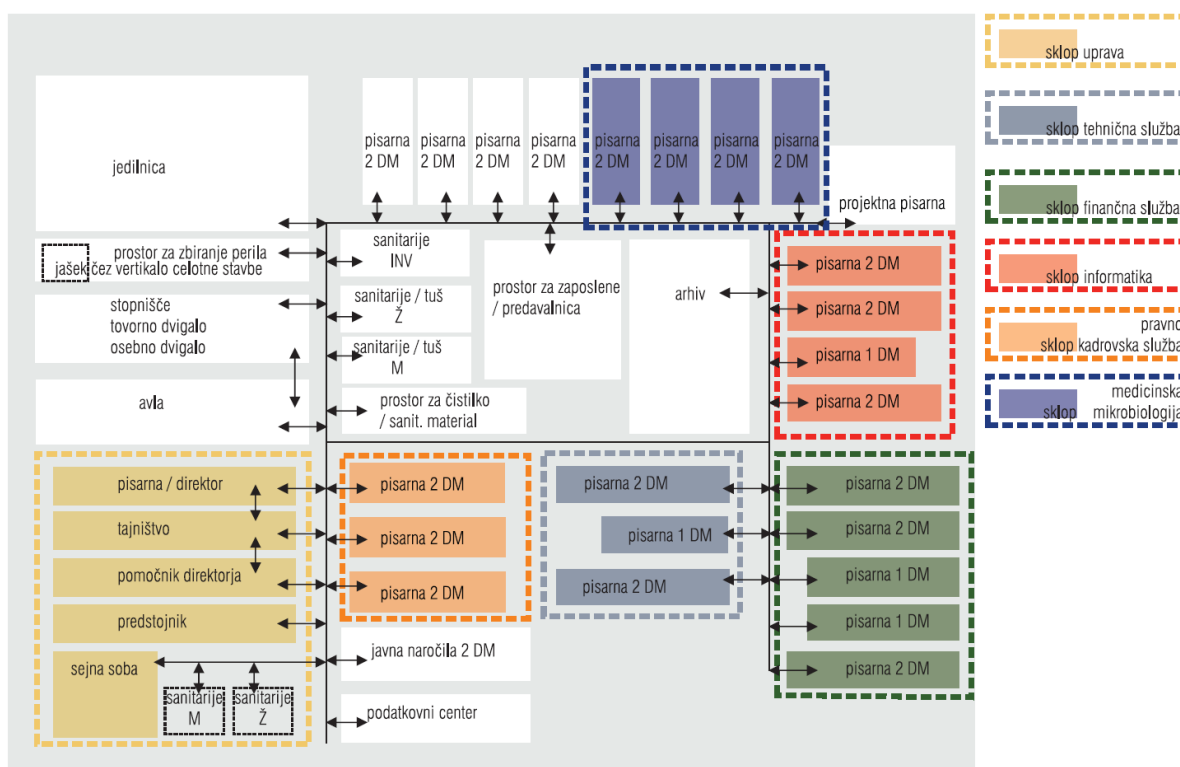 jedilnica
prostor za zbiranje perila
jašek čez vertikalo celotne stavbe
stopnišče
tovorno dvigalo
osebno dvigalo
avla
pisarna
2 DM
pisarna
2 DM
pisarna
2 DM
pisarna
2 DM
pisarna
2 DM
pisarna
2 DM
pisarna
2 DM
pisarna
2 DM
projektna pisarna
sanitarije
INV
sanitarije / tuš
Ž
sanitarije / tuš
M
prostor za čistilko
/ sanit. material
prostor za zaposlene
/ predavalnica
arhiv
pisarna 2 DM
pisarna 2 DM
pisarna 1 DM
pisarna 2 DM
pisarna / direktor
tajništvo
pomočnik direktorja
predstojnik
sejna soba
sanitarije
M
sanitarije
Ž
pisarna 2 DM
pisarna 2 DM
pisarna 2 DM
javna naročila 2 DM
podatkovni center
pisarna 2 DM
pisarna 1 DM
pisarna 2 DM
pisarna 2 DM
pisarna 2 DM
pisarna 1 DM
pisarna 1 DM
pisarna 2 DM
sklop uprava
sklop tehnična služba
sklop finančna služba
sklop informatika
pravno
sklop kadrovska služba
medicinska
sklop mikrobiologija